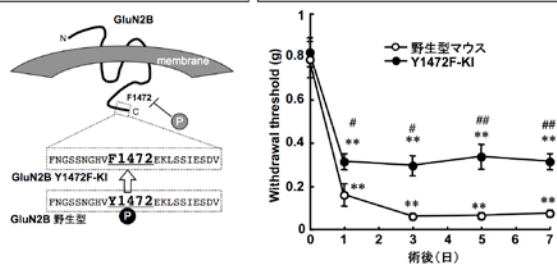 GluN2B
N
membrane
F1472
C
P
FNGSSNGHVF1472EKLSSIESDV
GluN2B Y1472F-KI
FNGSSNGHVY1472EKLSSIESDV
P
GluN2B 野生型
Withdrawal threshold (g)
1
0.8
0.6
0.4
0.2
0
野生型マウス
Y1472F-KI
# # ## ##
** ** ** **
** ** ** **
0 1 2 3 4 5 6 7
術後(日)